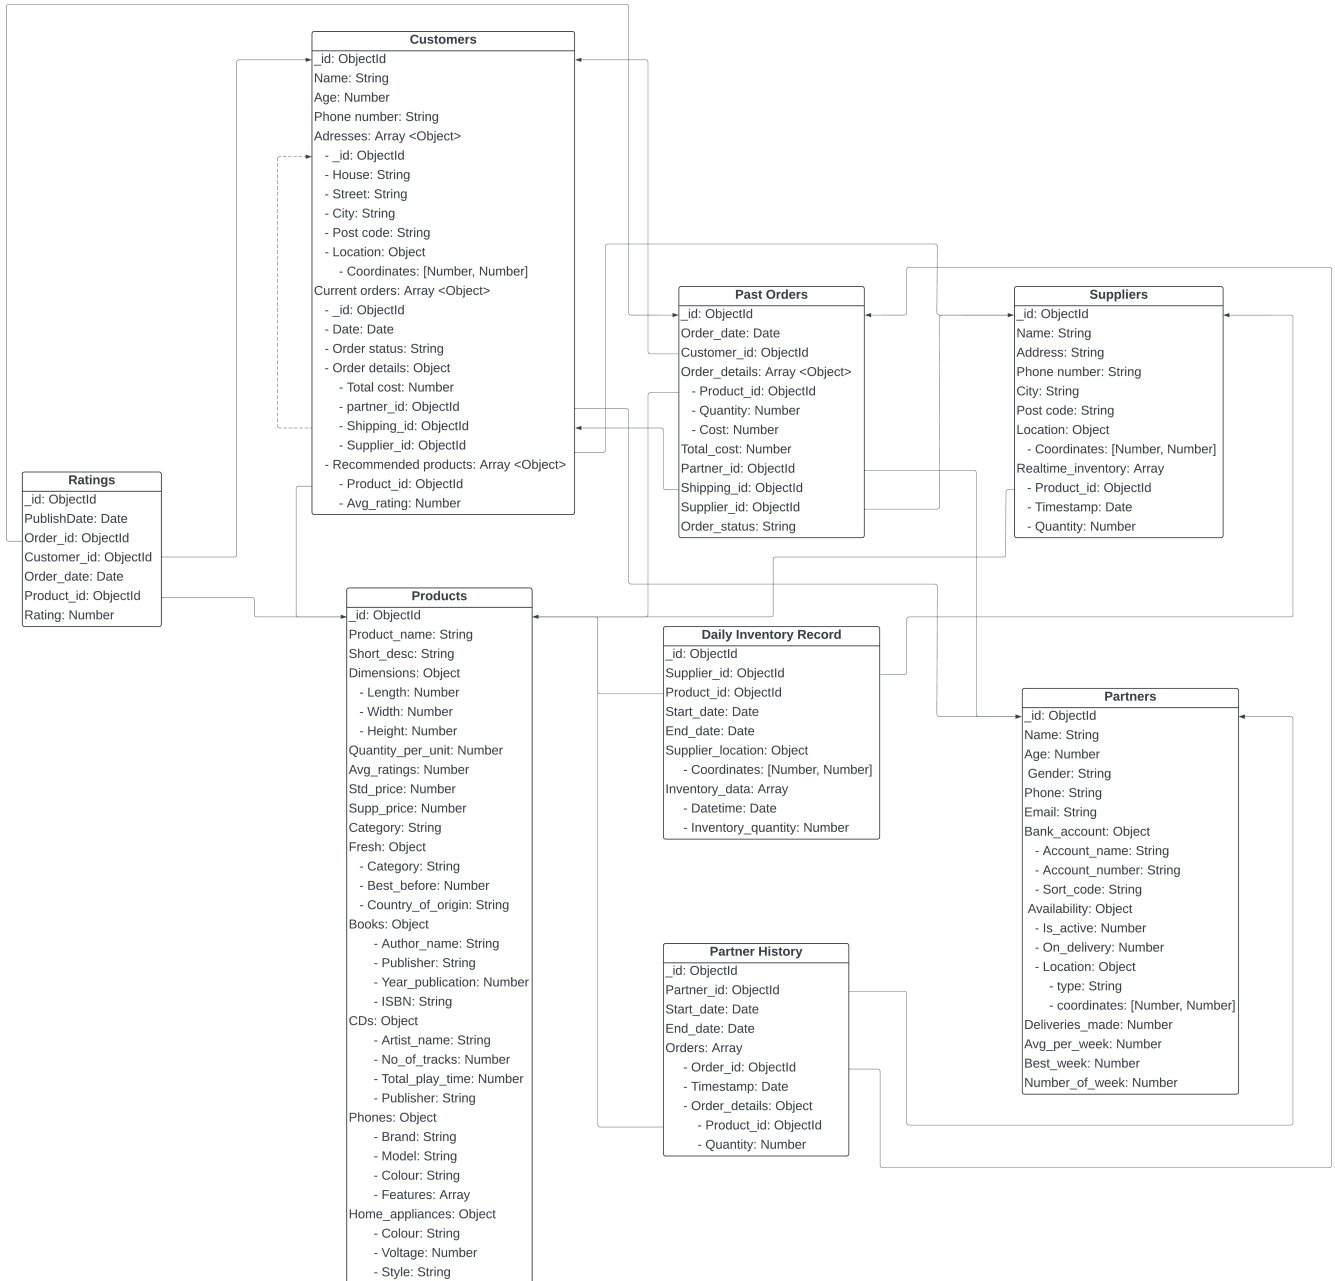 Customers
_id: ObjectId
Name: String
Age: Number
Phone number: String
Adresses: Array <Object>
- _id: ObjectId
- House: String
- Street: String
- City: String
- Post code: String
- Location: Object
- Coordinates: [Number, Number]
Current orders: Array <Object>
- _id: ObjectId
- Date: Date
- Order status: String
- Order details: Object
- Total cost: Number
- partner_id: ObjectId
- Shipping_id: ObjectId
- Supplier_id: ObjectId
- Recommended products: Array <Object>
- Product_id: ObjectId
- Avg_rating: Number
Past Orders
_id: ObjectId
Order_date: Date
Customer_id: ObjectId
Order_details: Array <Object>
- Product_id: ObjectId
- Quantity: Number
- Cost: Number
Total_cost: Number
Partner_id: ObjectId
Shipping_id: ObjectId
Supplier_id: ObjectId
Order_status: String
Suppliers
_id: ObjectId
Name: String
Address: String
Phone number: String
City: String
Post code: String
Location: Object
- Coordinates: [Number, Number]
Realtime_inventory: Array
- Product_id: ObjectId
- Timestamp: Date
- Quantity: Number
Ratings
_id: ObjectId
PublishDate: Date
Order_id: ObjectId
Customer_id: ObjectId
Order_date: Date
Product_id: ObjectId
Rating: Number
Products
_id: ObjectId
Product_name: String
Short_desc: String
Dimensions: Object
- Length: Number
- Width: Number
- Height: Number
Quantity_per_unit: Number
Avg_ratings: Number
Std_price: Number
Supp_price: Number
Category: String
Fresh: Object
- Category: String
- Best_before: Number
- Country_of_origin: String
Books: Object
- Author_name: String
- Publisher: String
- Year_publication: Number
- ISBN: String
CDs: Object
- Artist_name: String
- No_of_tracks: Number
- Total_play_time: Number
- Publisher: String
Phones: Object
- Brand: String
- Model: String
- Colour: String
- Features: Array
Home_appliances: Object
- Colour: String
- Voltage: Number
- Style: String
Daily Inventory Record
_id: ObjectId
Supplier_id: ObjectId
Product_id: ObjectId
Start_date: Date
End_date: Date
Supplier_location: Object
- Coordinates: [Number, Number]
Inventory_data: Array
- Datetime: Date
- Inventory_quantity: Number
Partners
_id: ObjectId
Name: String
Age: Number
Gender: String
Phone: String
Email: String
Bank_account: Object
- Account_name: String
- Account_number: String
- Sort_code: String
Availability: Object
- Is_active: Number
- On_delivery: Number
- Location: Object
- type: String
- coordinates: [Number, Number]
Deliveries_made: Number
Avg_per_week: Number
Best_week: Number
Number_of_week: Number
Partner History
_id: ObjectId
Partner_id: ObjectId
Start_date: Date
End_date: Date
Orders: Array
- Order_id: ObjectId
- Timestamp: Date
- Order_details: Object
- Product_id: ObjectId
- Quantity: Number